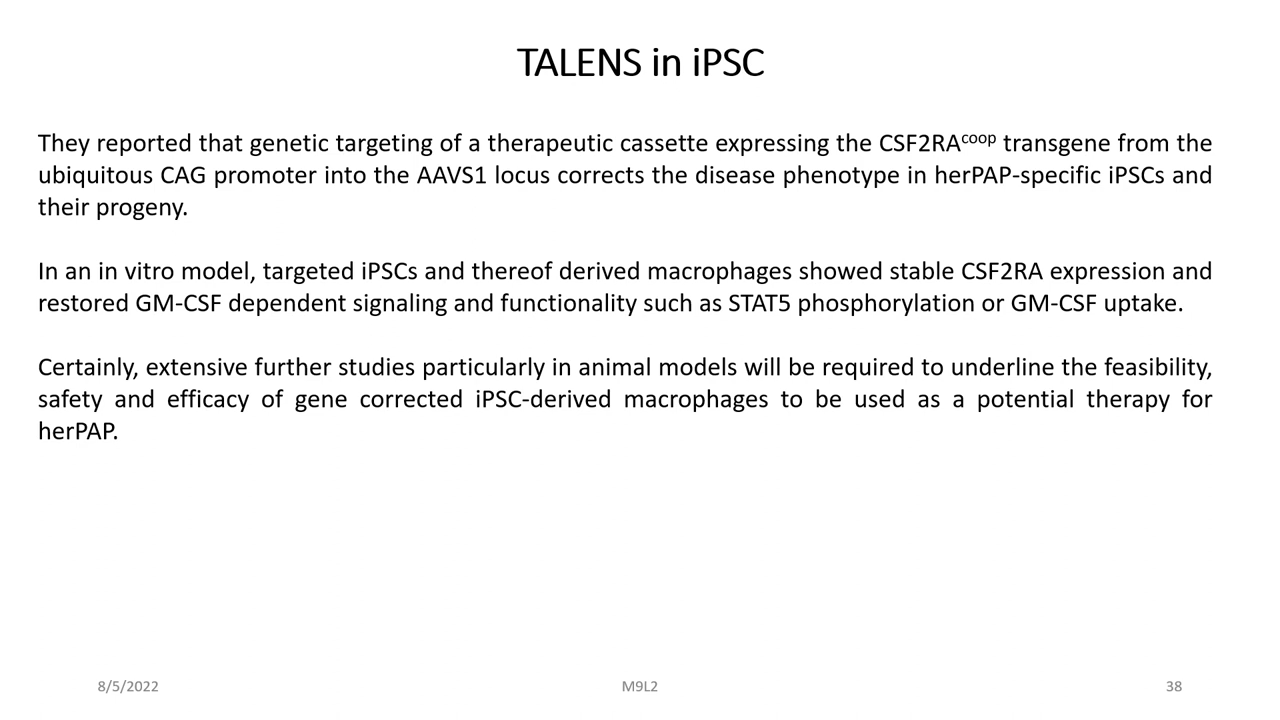 TALENS in iPSC
They reported that genetic targeting of a therapeutic cassette expressing the CSF2RAcoop transgene from the
ubiquitous CAG promoter into the AAVS1 locus corrects the disease phenotype in herPAP-specific iPSCs and
their progeny.
In an in vitro model, targeted iPSCs and thereof derived macrophages showed stable CSF2RA expression and
restored GM-CSF dependent signaling and functionality such as STAT5 phosphorylation or GM-CSF uptake.
Certainly, extensive further studies particularly in animal models will be required to underline the feasibility,
safety and efficacy of gene corrected iPSC-derived macrophages to be used as a potential therapy for
herPAP.
8/5/2022 M9L2 38